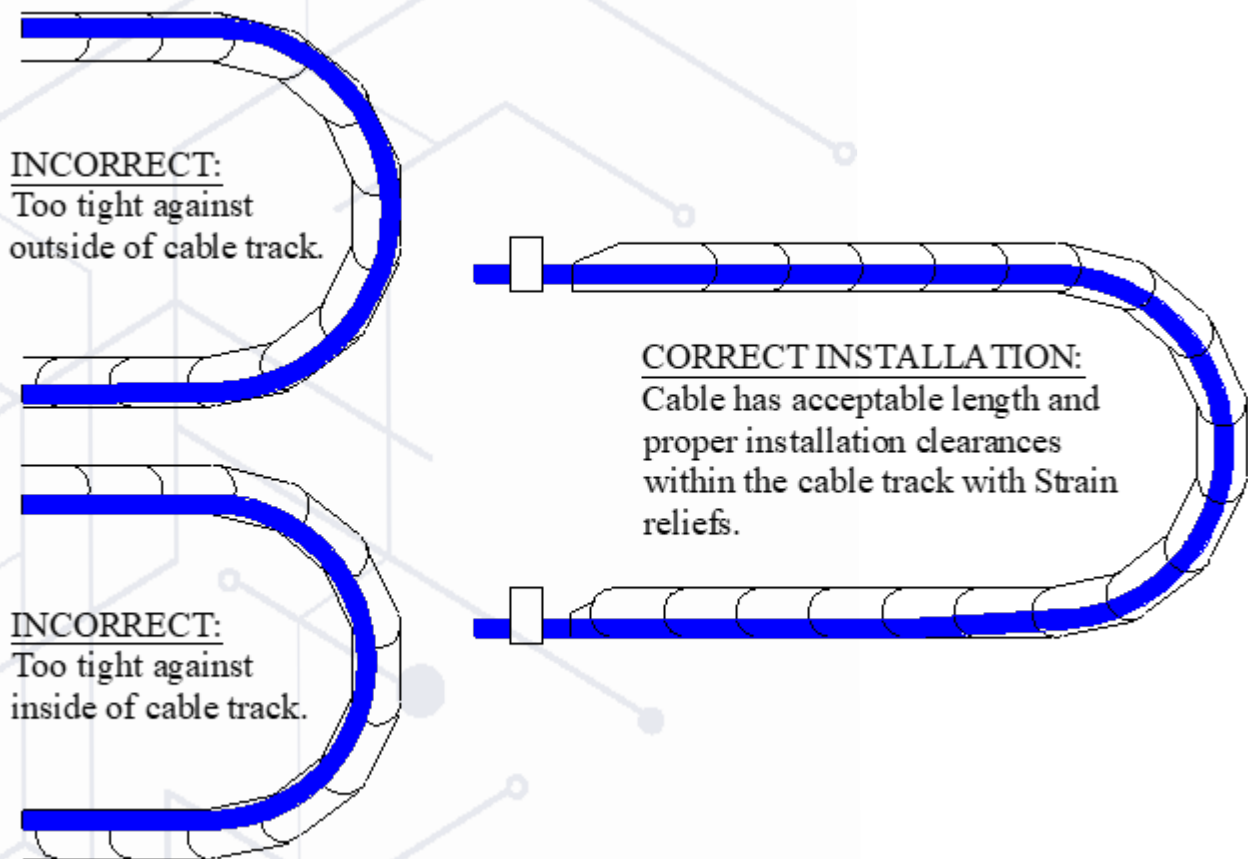 INCORRECT:
Too tight against
outside of cable track.
CORRECT INSTALLATION:
Cable has acceptable length and
proper installation clearances
within the cable track with Strain
reliefs.
INCORRECT:
Too tight against
inside of cable track.